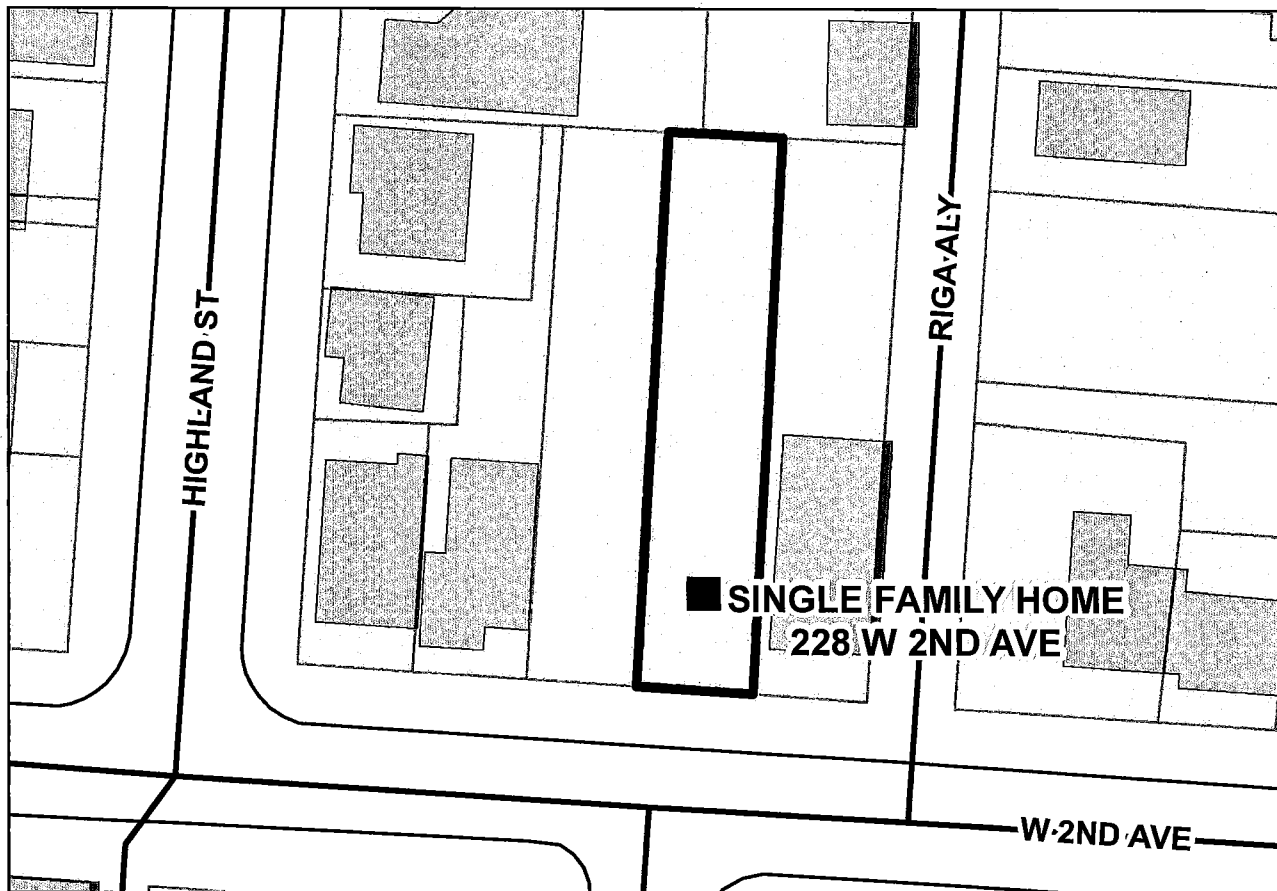 HIGHLAND ST
RIGA ALY
SINGLE FAMILY HOME
228 W 2ND AVE
W 2ND AVE